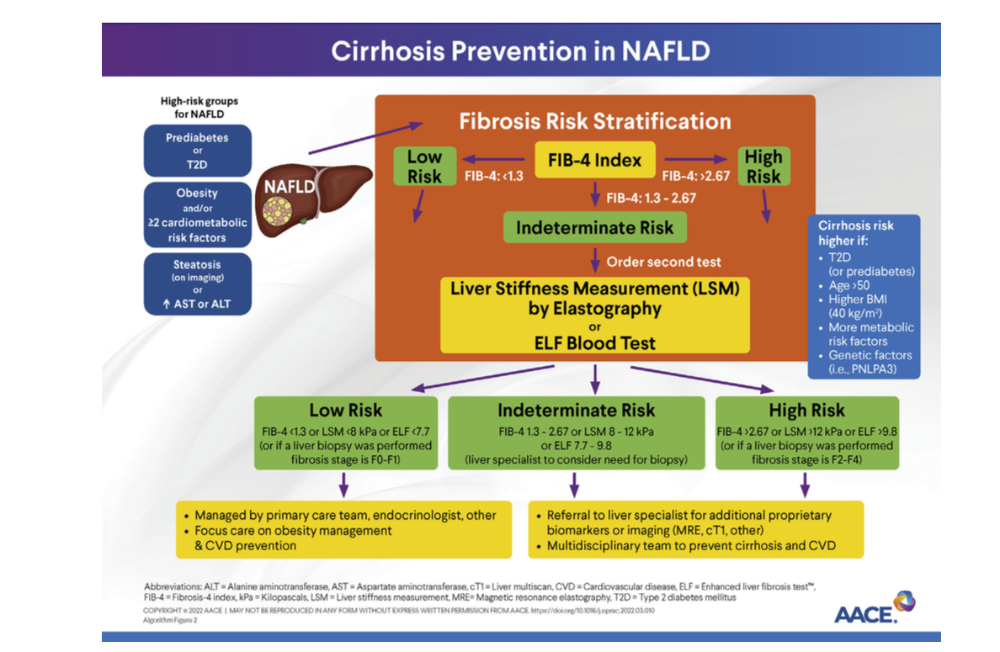 Cirrhosis Prevention in NAFLD
High-risk groups
for NAFLD
Prediabetes
or
T2D
Obesity
and/or
≥2 cardiometabolic
risk factors
Steatosis
(on imaging)
or
↑ AST or ALT
NAFLD
Fibrosis Risk Stratification
Low
Risk
FIB-4: <1.3
FIB-4 Index
FIB-4: >2.67
High
Risk
FIB-4: 1.3 - 2.67
Indeterminate Risk
Order second test
Liver Stiffness Measurement (LSM)
by Elastography
or
ELF Blood Test
Cirrhosis risk
higher if:
• T2D
(or prediabetes)
• Age >50
• Higher BMI
(40 kg/m²)
• More metabolic
risk factors
• Genetic factors
(i.e., PNLPA3)
Low Risk
FIB-4 <1.3 or LSM <8 kPa or ELF <7.7
(or if a liver biopsy was performed
fibrosis stage is F0-F1)
Indeterminate Risk
FIB-4 1.3 - 2.67 or LSM 8 - 12 kPa
or ELF 7.7 - 9.8
(liver specialist to consider need for biopsy)
High Risk
FIB-4 >2.67 or LSM >12 kPa or ELF >9.8
(or if a liver biopsy was performed
fibrosis stage is F2-F4)
• Managed by primary care team, endocrinologist, other
• Focus care on obesity management
& CVD prevention
• Referral to liver specialist for additional proprietary
biomarkers or imaging (MRE, cT1, other)
• Multidisciplinary team to prevent cirrhosis and CVD
Abbreviations: ALT = Alanine aminotransferase, AST = Aspartate aminotransferase, cT1 = Liver multiscan, CVD = Cardiovascular disease, ELF = Enhanced liver fibrosis test™,
FIB-4 = Fibrosis-4 index, kPa = Kilopascals, LSM = Liver stiffness measurement, MRE= Magnetic resonance elastography, T2D = Type 2 diabetes mellitus
COPYRIGHT © 2022 AACE | MAY NOT BE REPRODUCED IN ANY FORM WITHOUT EXPRESS WRITTEN PERMISSION FROM AACE. https://doi.org/10.1016/j.eprac.2022.03.010
Algorithm Figure 2
AACE.